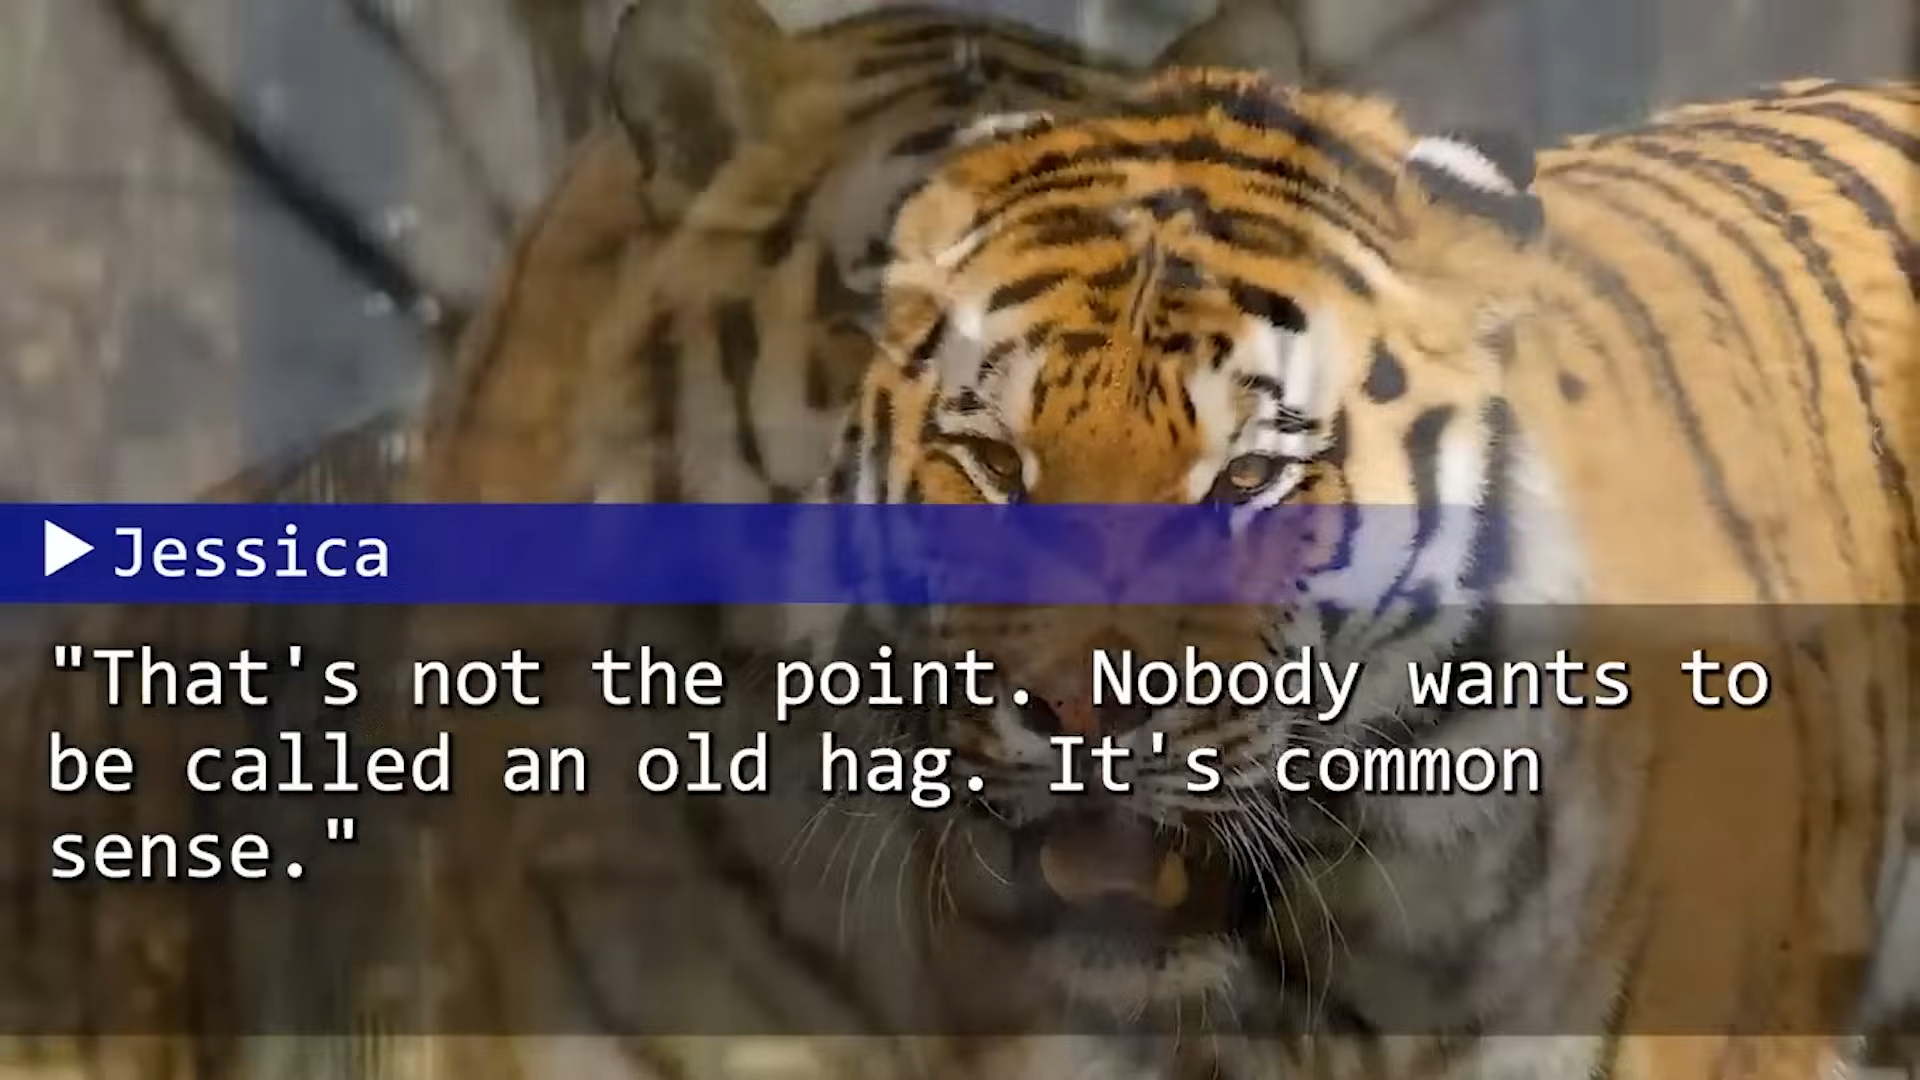 Jessica
"That's not the point. Nobody wants to
be called an old hag. It's common
sense."